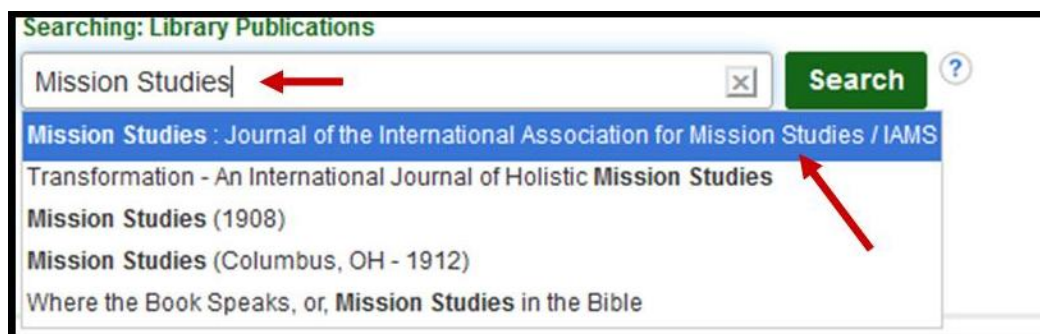 Searching: Library Publications
Mission Studies Search ?
Mission Studies : Journal of the International Association for Mission Studies / IAMS
Transformation - An International Journal of Holistic Mission Studies
Mission Studies (1908)
Mission Studies (Columbus, OH - 1912)
Where the Book Speaks, or, Mission Studies in the Bible